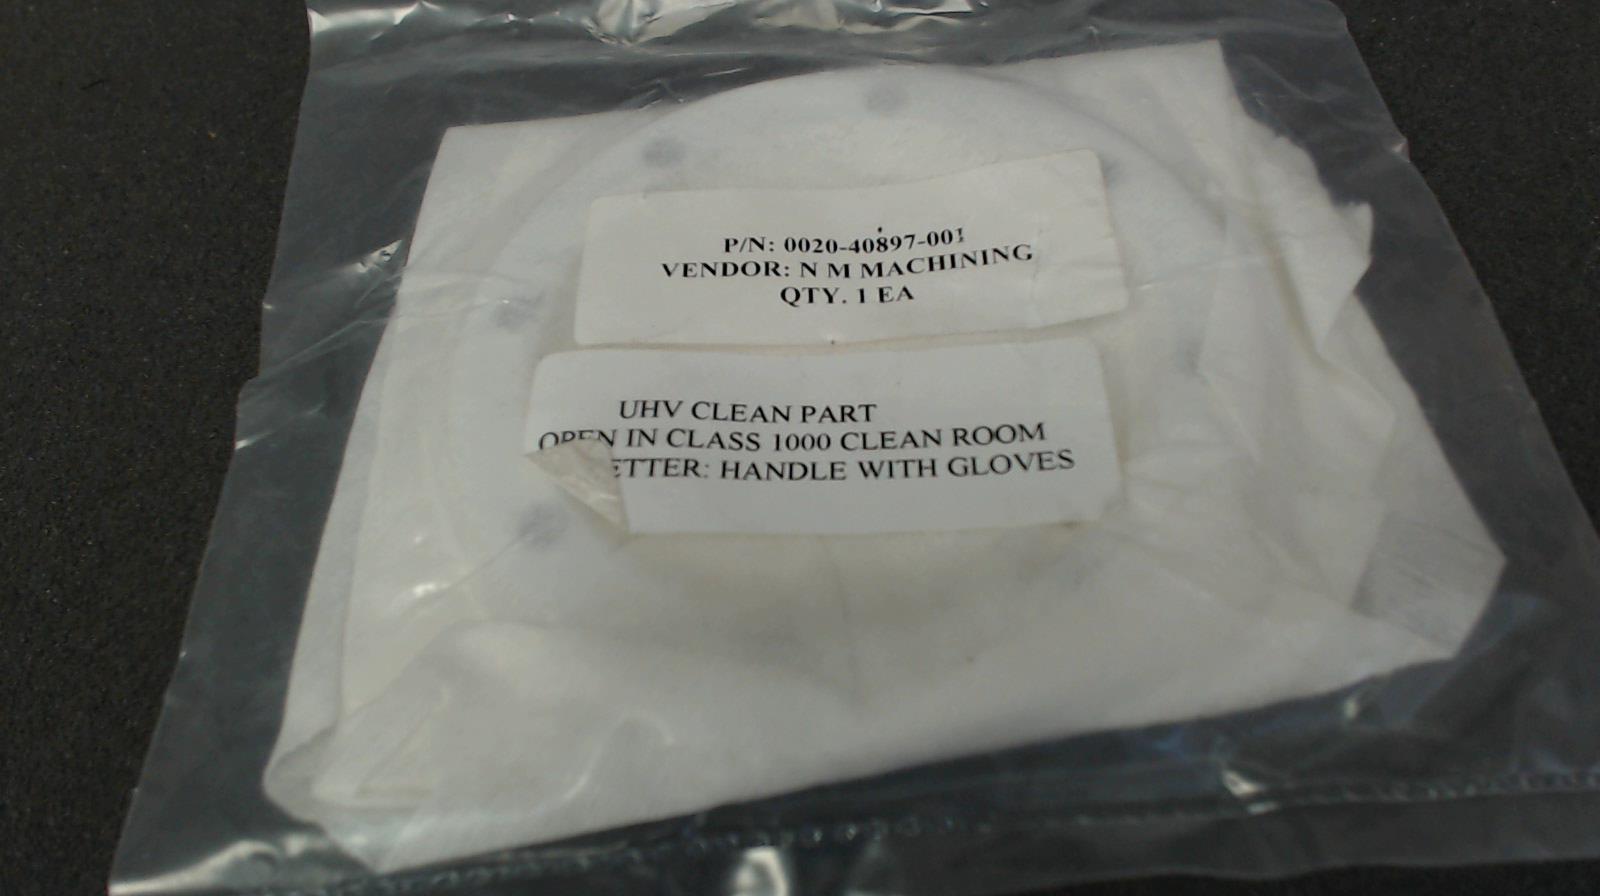 P/N: 0020-40897-001
VENDOR: N M MACHINING
QTY. 1 EA
UHV CLEAN PART
OPEN IN CLASS 1000 CLEAN ROOM
ETTER: HANDLE WITH GLOVES